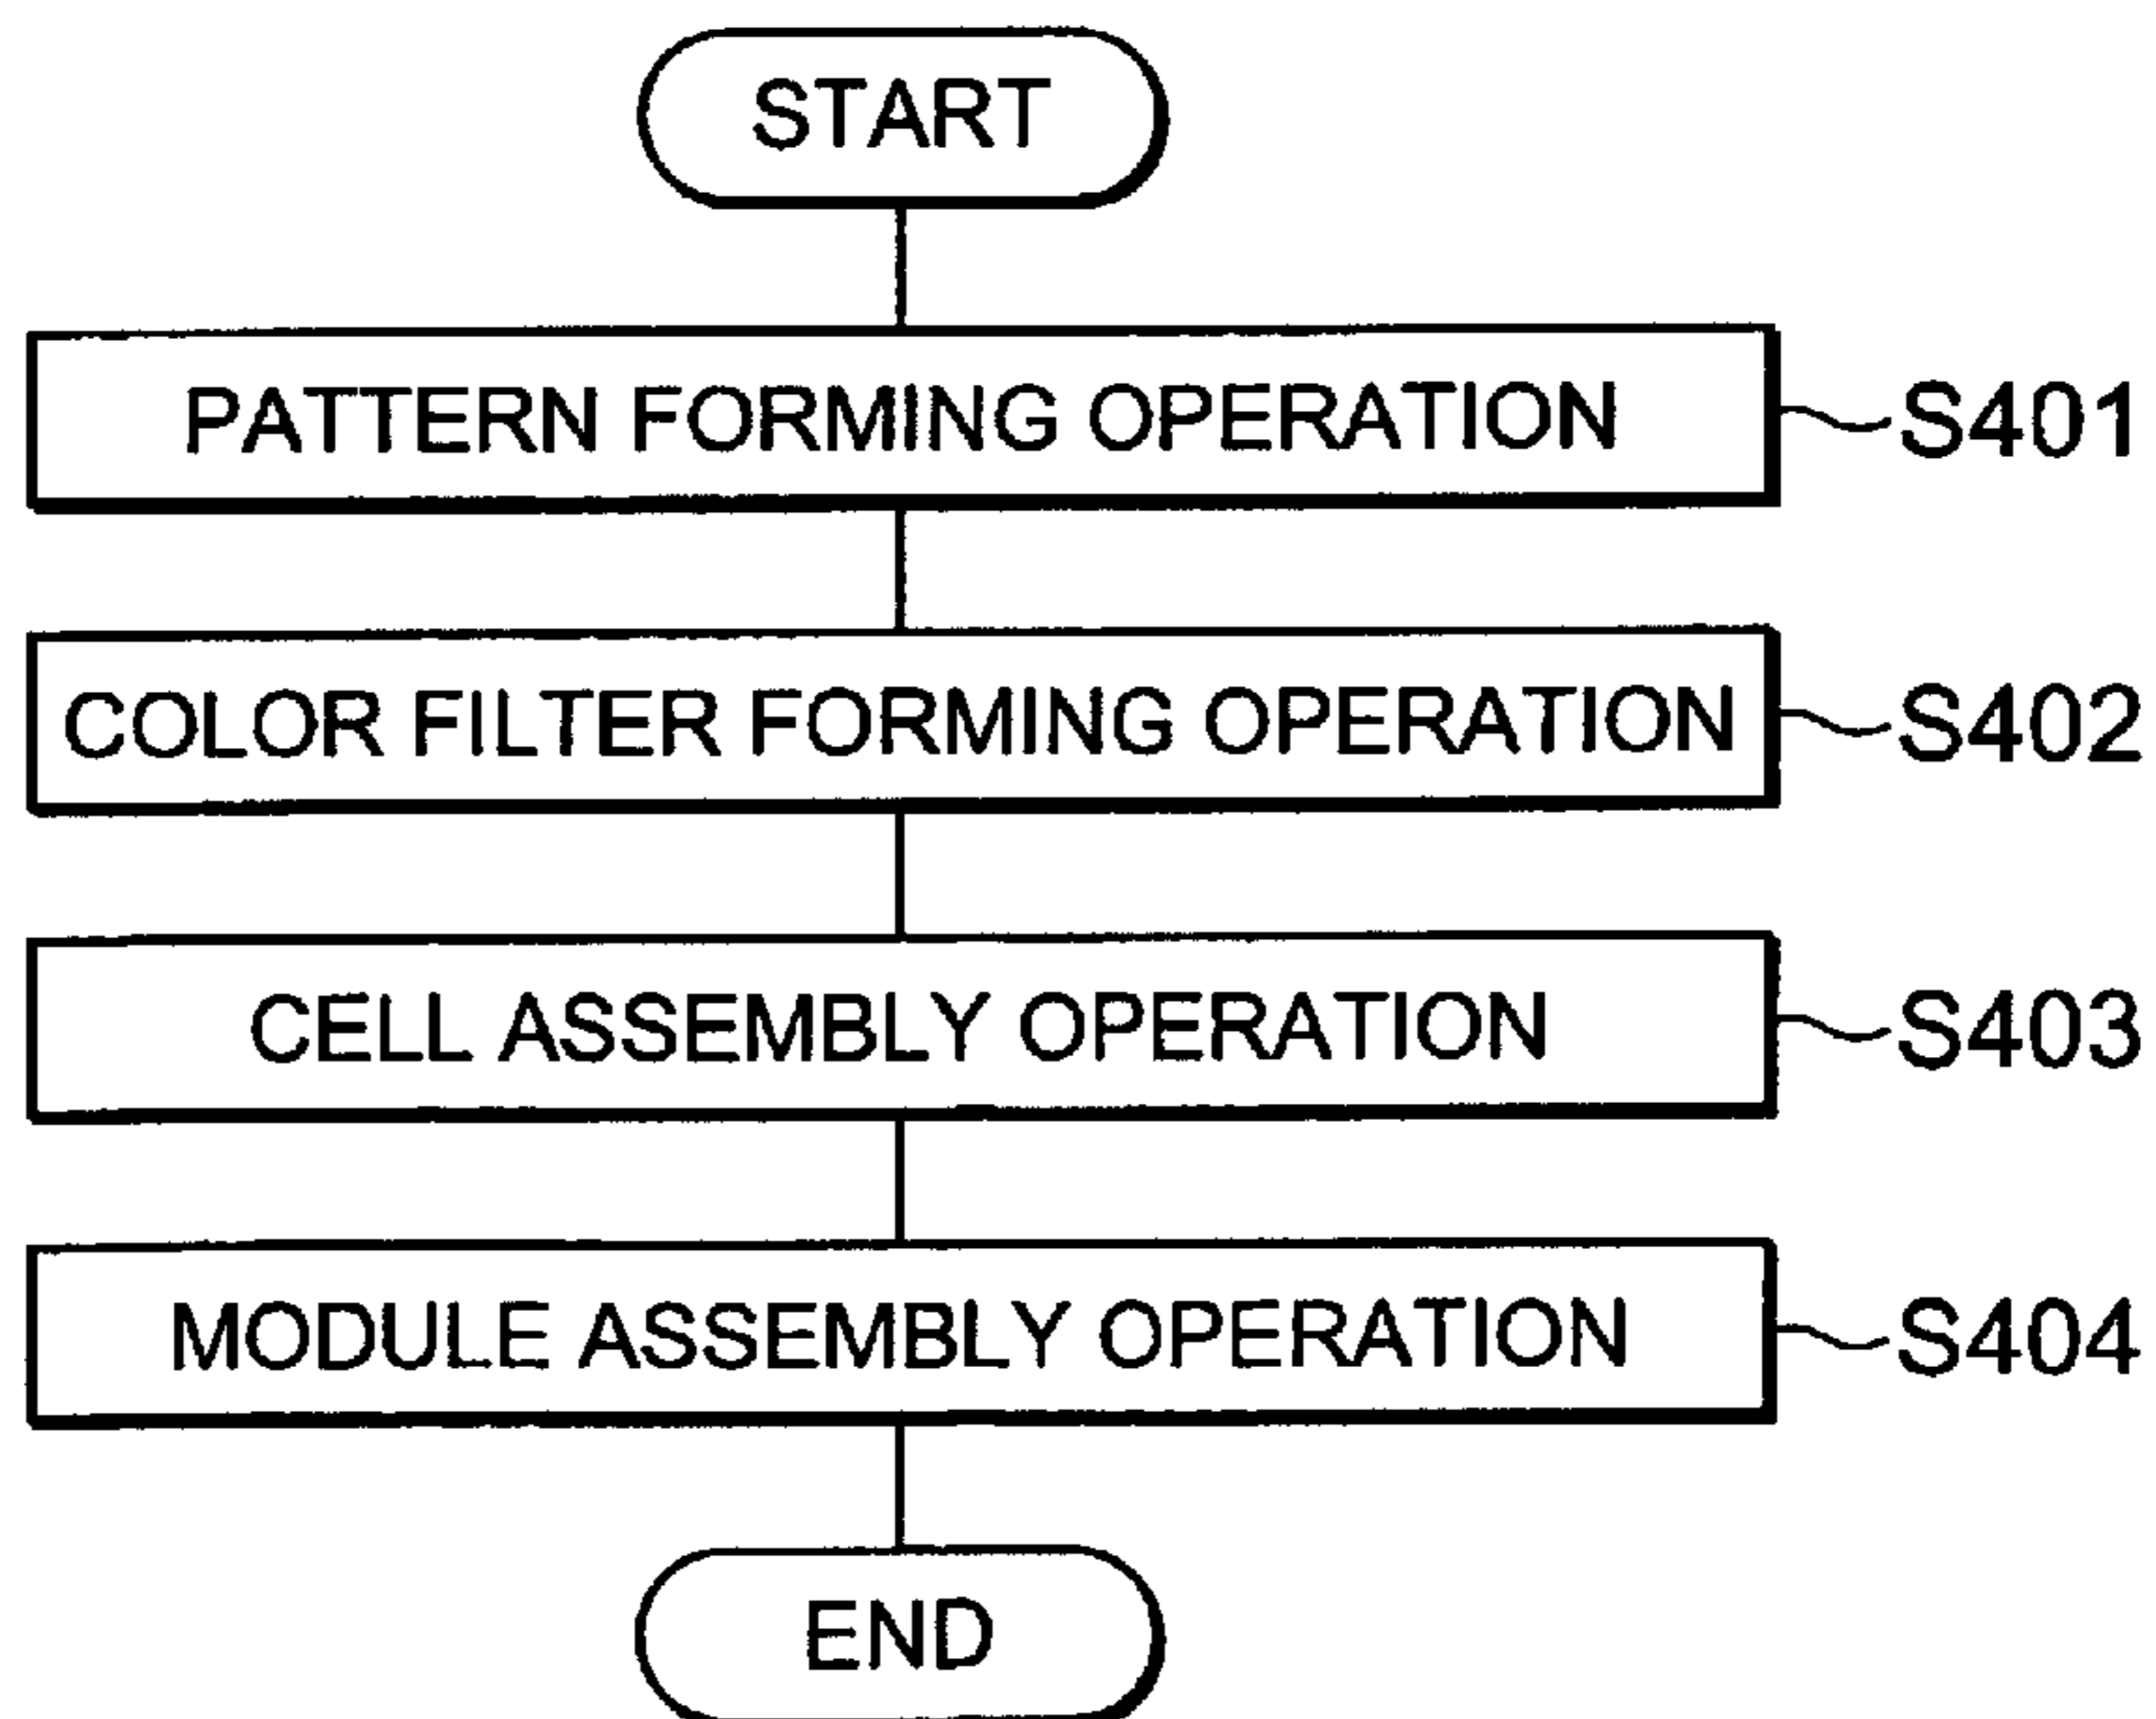 START
PATTERN FORMING OPERATION S401
COLOR FILTER FORMING OPERATION S402
CELL ASSEMBLY OPERATION S403
MODULE ASSEMBLY OPERATION S404
END